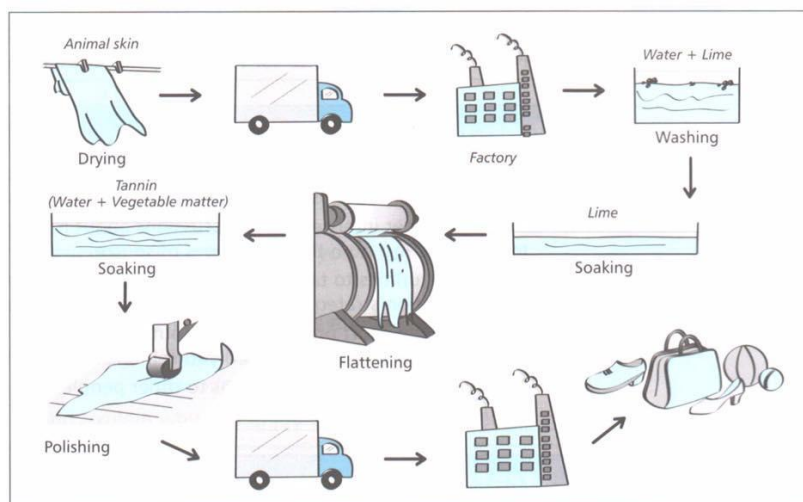 Animal skin
Drying
Factory
Water + Lime
Washing
Tannin
(Water + Vegetable matter)
Soaking
Flattening
Lime
Soaking
Polishing